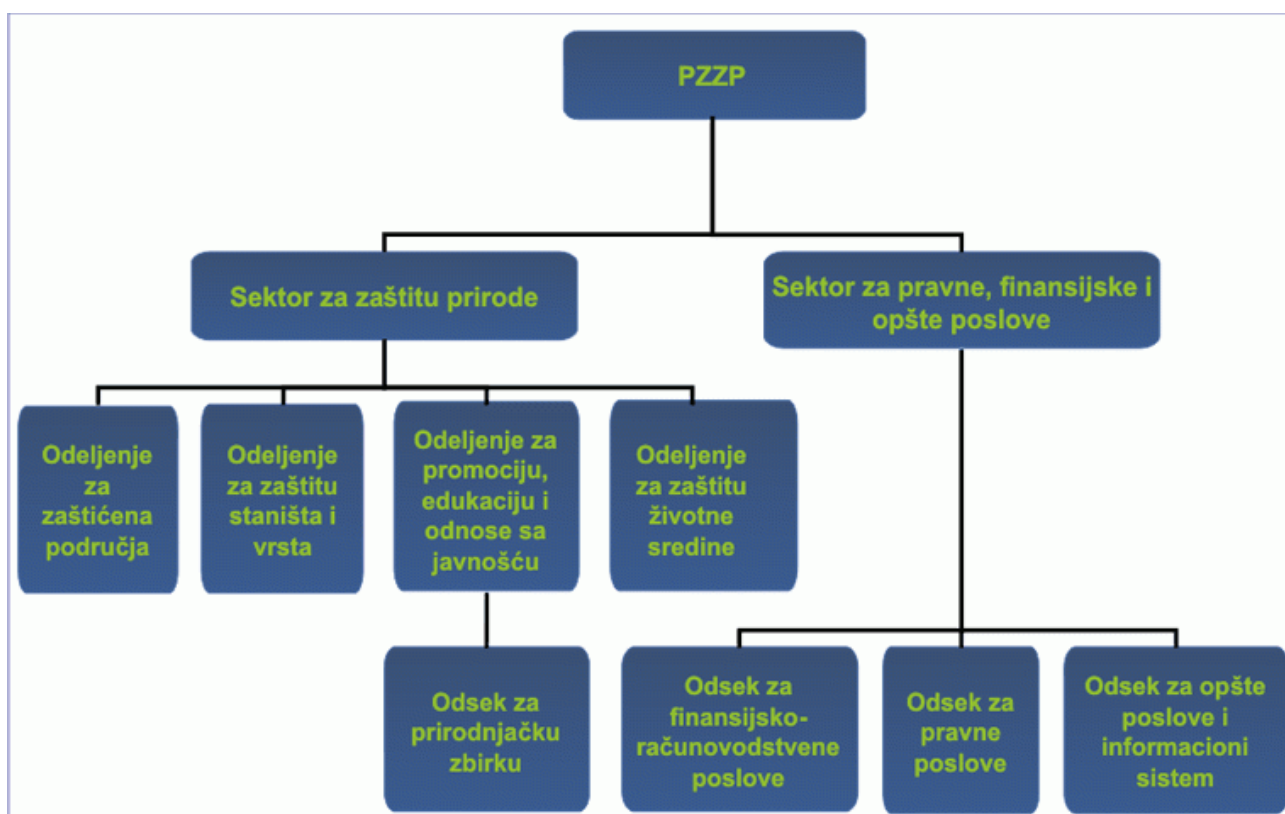 PZZP
Sektor za zaštitu prirode
Sektor za pravne, finansijske i
opšte poslove
Odeljenje
za
zaštićena
područja
Odeljenje
za zaštitu
staništa i
vrsta
Odeljenje za
promociju,
edukaciju i
odnose sa
javnošću
Odeljenje
za zaštitu
životne
sredine
Odsek za
prirodnjačku
zbirku
Odsek za
finansijsko-
računovodstvene
poslove
Odsek za
pravne
poslove
Odsek za opšte
poslove i
informacioni
sistem